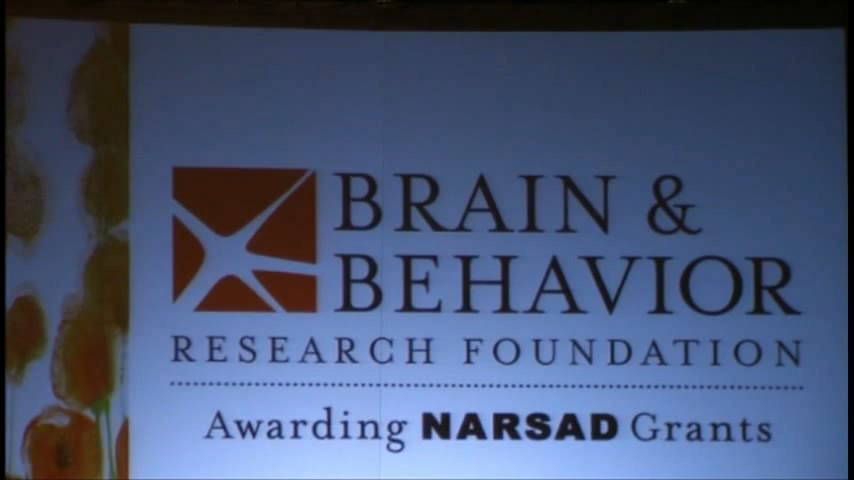 BRAIN &
BEHAVIOR
RESEARCH FOUNDATION
Awarding NARSAD Grants